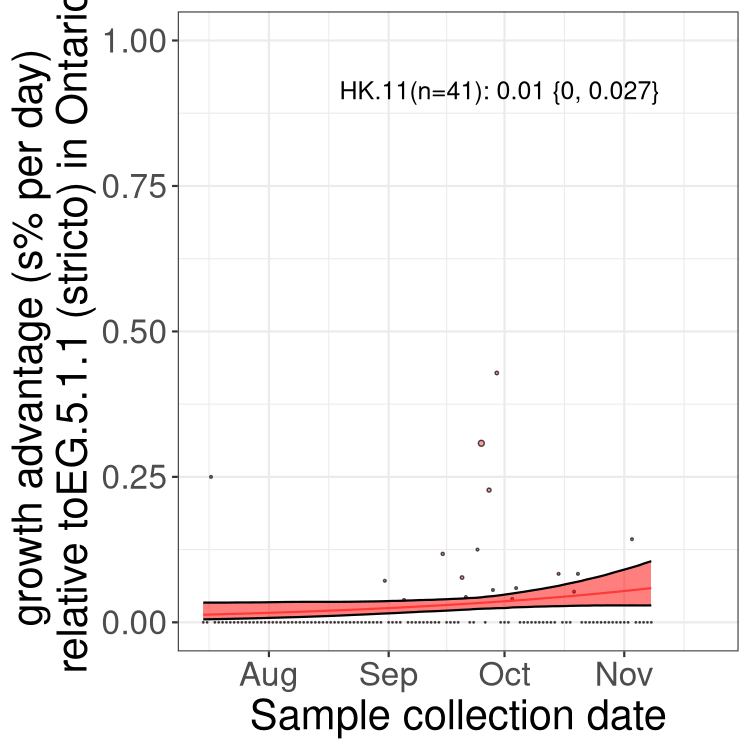 growth advantage (s% per day)
relative toEG.5.1.1 (stricto) in Ontario
1.00
HK.11(n=41): 0.01 {0, 0.027}
0.75
0.50
0.25
0.00
Aug Sep Oct Nov
Sample collection date